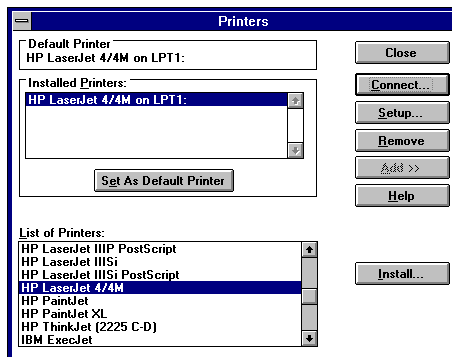 Printers
Default Printer
HP LaserJet 4/4M on LPT1:
Installed Printers:
HP LaserJet 4/4M on LPT1:
Set As Default Printer
Close
Connect...
Setup...
Remove
Add >>
Help
List of Printers:
HP LaserJet IIIP PostScript
HP LaserJet IIISi
HP LaserJet IIISi PostScript
HP LaserJet 4/4M
HP PaintJet
HP PaintJet XL
HP ThinkJet (2225 C-D)
IBM ExecJet
Install...